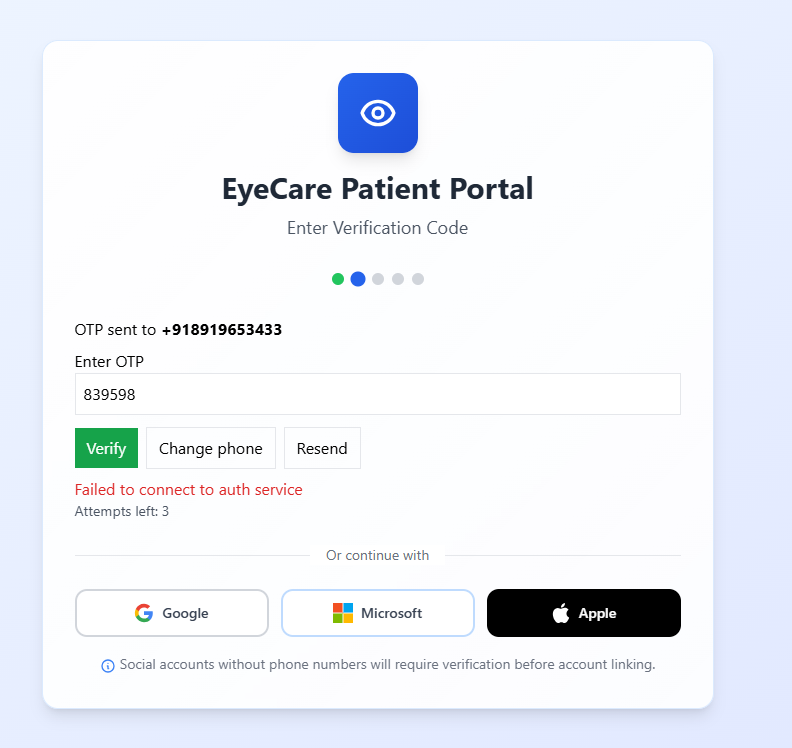 EyeCare Patient Portal
Enter Verification Code
OTP sent to +918919653433
Enter OTP
839598
Verify Change phone Resend
Failed to connect to auth service
Attempts left: 3
Or continue with
Google Microsoft Apple
Social accounts without phone numbers will require verification before account linking.